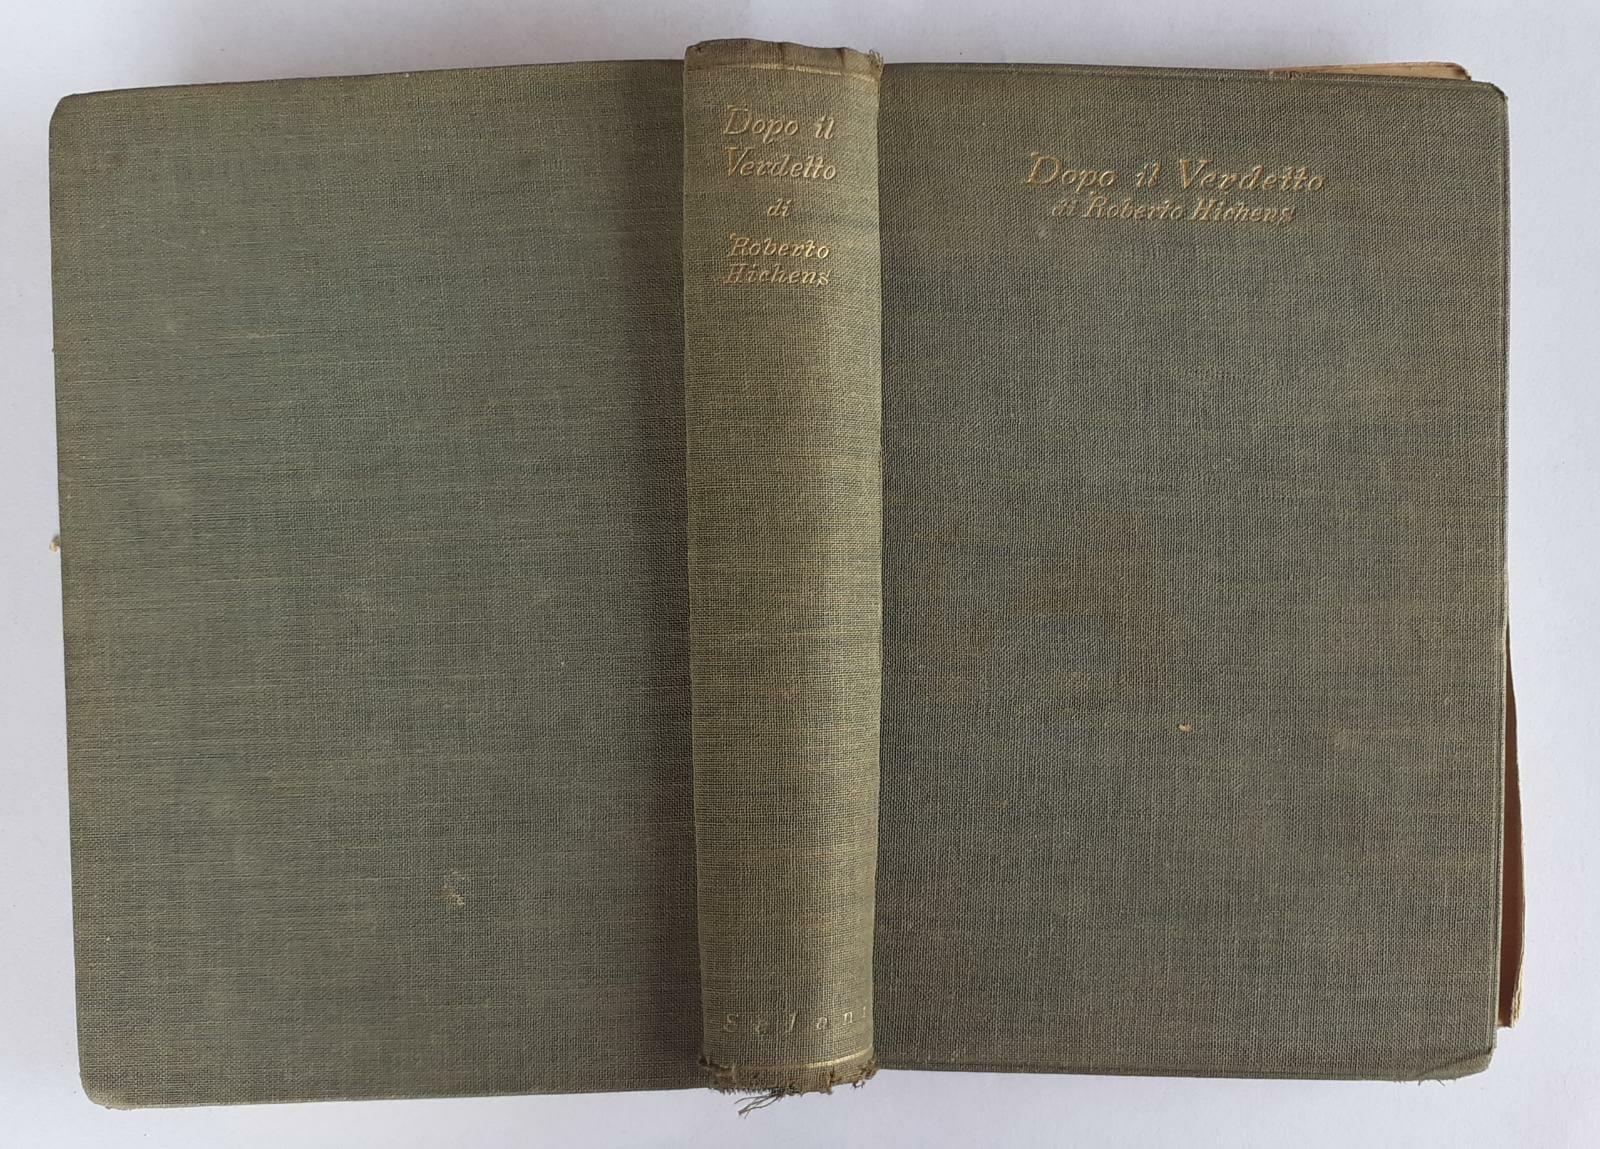 Dopo il
Verdetto
di
Roberto
Hichens
Salani
Dopo il Verdetto
di Roberto Hichens